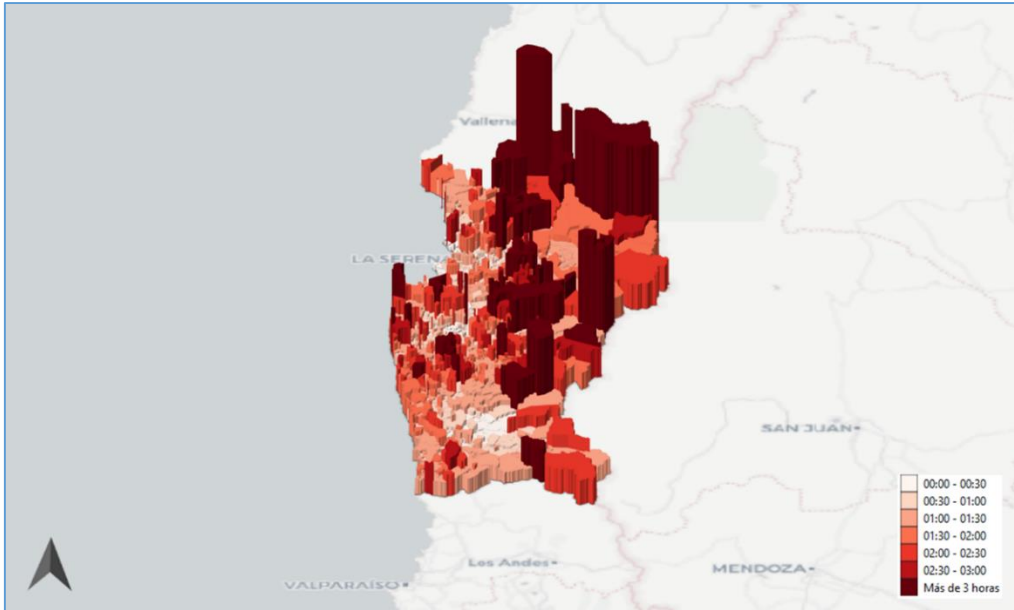 Vallena
LA SERENA
SAN JUAN
Los Andes
MENDOZA
VALPARAÍSO
00:00 - 00:30
00:30 - 01:00
01:00 - 01:30
01:30 - 02:00
02:00 - 02:30
02:30 - 03:00
Más de 3 horas